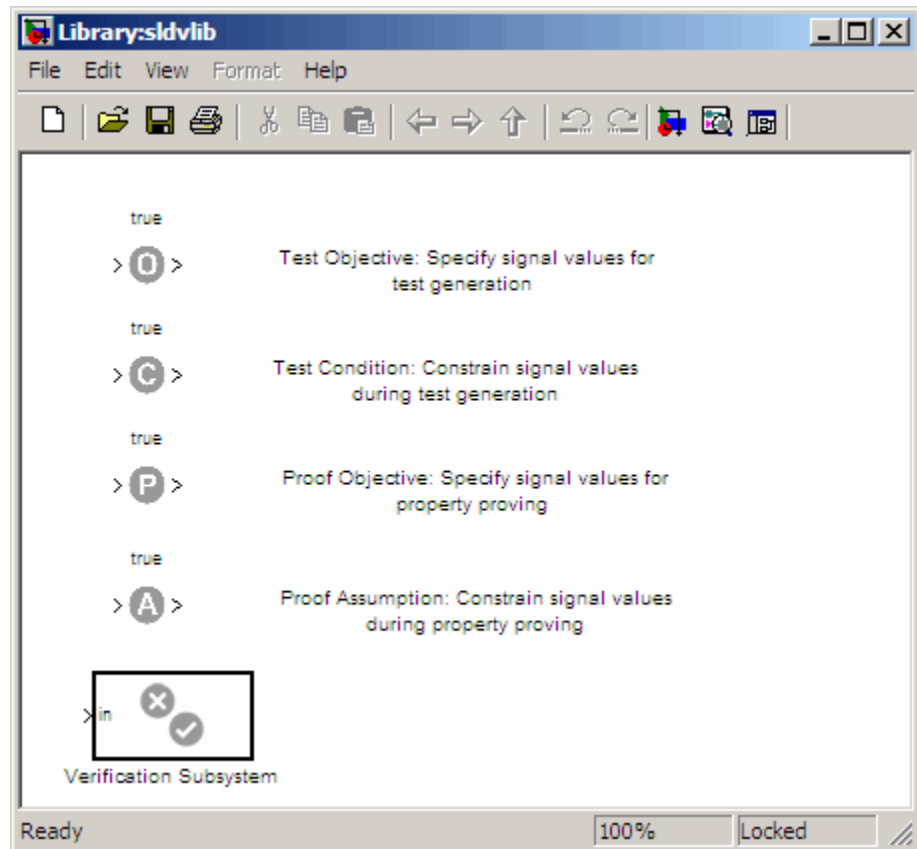 Library:sldvlib
File Edit View Format Help
true
O
Test Objective: Specify signal values for
test generation
true
C
Test Condition: Constrain signal values
during test generation
true
P
Proof Objective: Specify signal values for
property proving
true
A
Proof Assumption: Constrain signal values
during property proving
in
Verification Subsystem
Ready 100% Locked